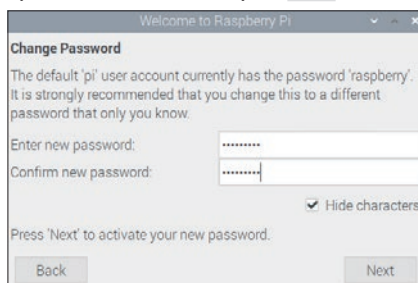 Welcome to Raspberry Pi
Change Password
The default 'pi' user account currently has the password 'raspberry'.
It is strongly recommended that you change this to a different
password that only you know.
Enter new password: •••••••••
Confirm new password: •••••••••
Hide characters
Press 'Next' to activate your new password.
Back Next